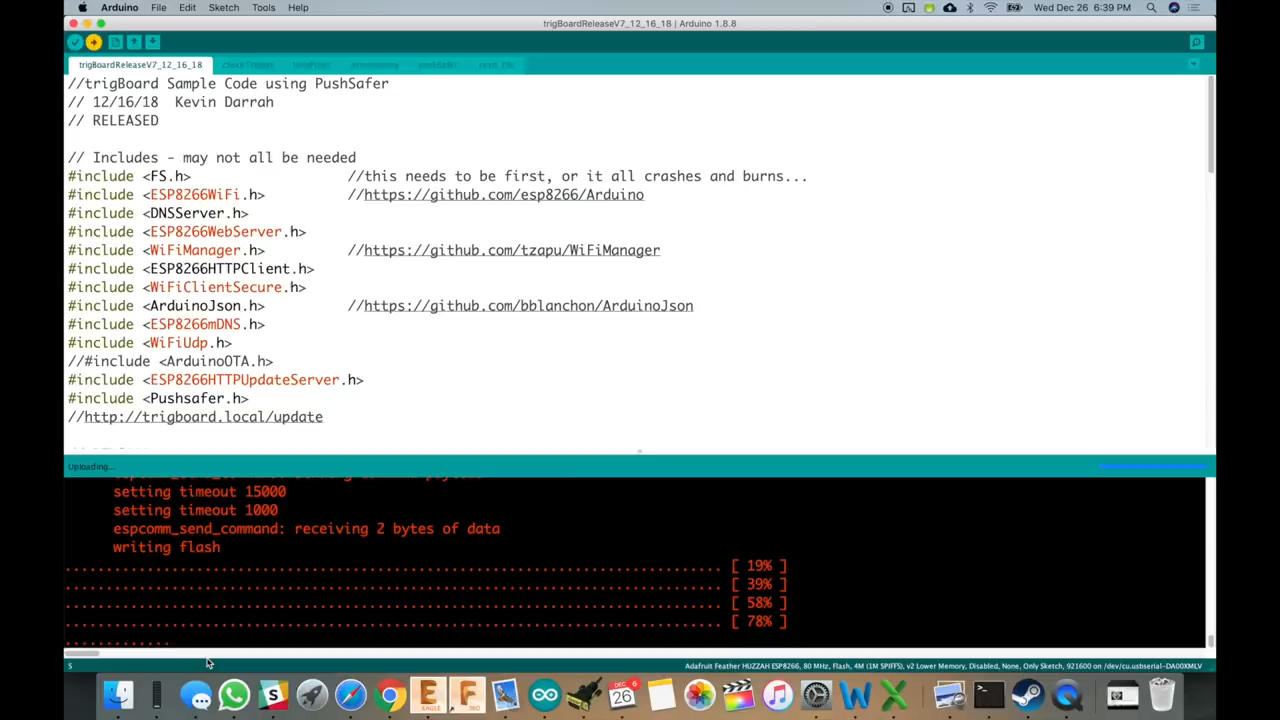 Arduino File Edit Sketch Tools Help Wed Dec 26 6:39 PM
trigBoardReleaseV7_12_16_18 | Arduino 1.8.8
trigBoardReleaseV7_12_16_18
//trigBoard Sample Code using PushSafer
// 12/16/18 Kevin Darrah
// RELEASED
// Includes - may not all be needed
#include <FS.h> //this needs to be first, or it all crashes and burns...
#include <ESP8266WiFi.h> //https://github.com/esp8266/Arduino
#include <DNSServer.h>
#include <ESP8266WebServer.h>
#include <WiFiManager.h> //https://github.com/tzapu/WiFiManager
#include <ESP8266HTTPClient.h>
#include <WiFiClientSecure.h>
#include <ArduinoJson.h> //https://github.com/bblanchon/ArduinoJson
#include <ESP8266mDNS.h>
#include <WiFiUdp.h>
//#include <ArduinoOTA.h>
#include <ESP8266HTTPUpdateServer.h>
#include <Pushsafer.h>
//http://trigboard.local/update
Uploading...
setting timeout 15000
setting timeout 1000
espcomm_send_command: receiving 2 bytes of data
writing flash
................................................................................ [ 19% ]
................................................................................ [ 39% ]
................................................................................ [ 58% ]
................................................................................ [ 78% ]
.............
5 Adafruit Feather HUZZAH ESP8266, 80 MHz, Flash, 4M (1M SPIFFS), v2 Lower Memory, Disabled, None, Only Sketch, 921600 on /dev/cu.usbserial-DA00XMLV
DEC
26
EAGLE